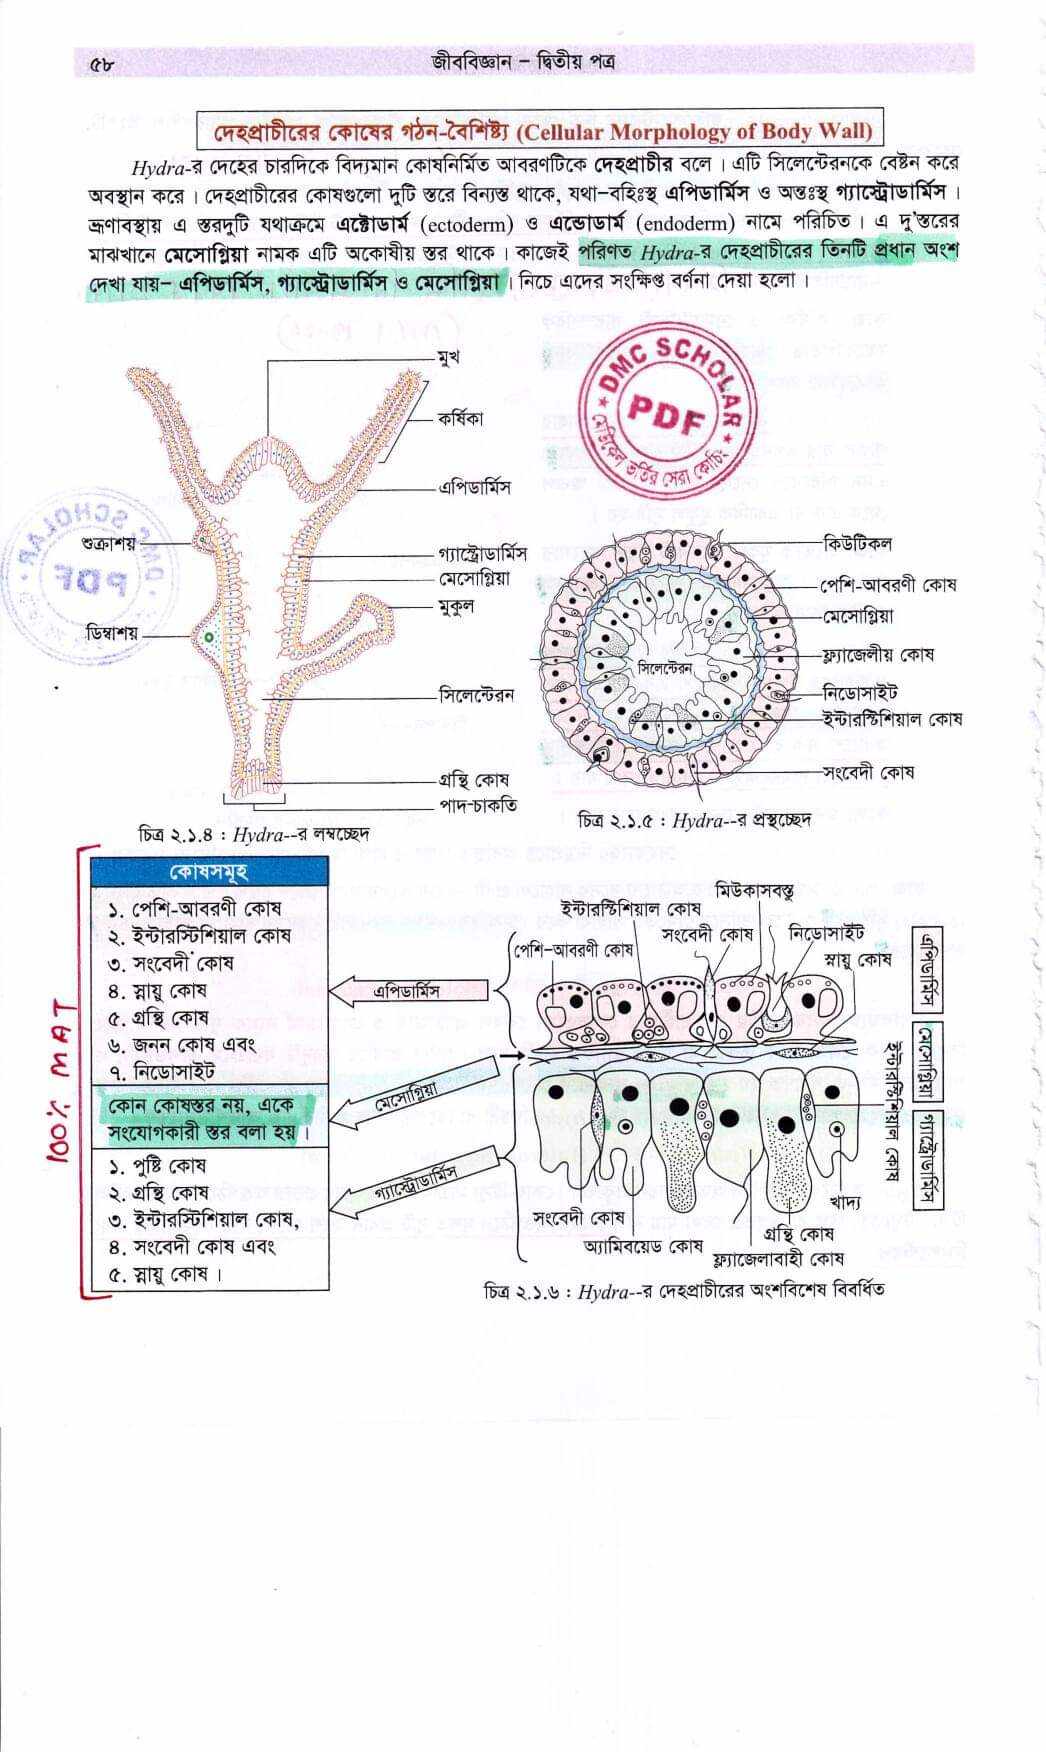 ৫৮
জীববিজ্ঞান – দ্বিতীয় পত্র
দেহপ্রাচীরের কোষের গঠন-বৈশিষ্ট্য (Cellular Morphology of Body Wall)
Hydra-র দেহের চারদিকে বিদ্যমান কোষনির্মিত আবরণটিকে দেহপ্রাচীর বলে । এটি সিলেন্টেরনকে বেষ্টন করে
অবস্থান করে । দেহপ্রাচীরের কোষগুলো দুটি স্তরে বিন্যস্ত থাকে, যথা–বহিঃস্থ এপিডার্মিস ও অন্তঃস্থ গ্যাস্ট্রোডার্মিস ।
ভ্রূণাবস্থায় এ স্তরদুটি যথাক্রমে এক্টোডার্ম (ectoderm) ও এন্ডোডার্ম (endoderm) নামে পরিচিত । এ দু'স্তরের
মাঝখানে মেসোগ্লিয়া নামক এটি অকোষীয় স্তর থাকে । কাজেই পরিণত Hydra-র দেহপ্রাচীরের তিনটি প্রধান অংশ
দেখা যায়– এপিডার্মিস, গ্যাস্ট্রোডার্মিস ও মেসোগ্লিয়া । নিচে এদের সংক্ষিপ্ত বর্ণনা দেয়া হলো ।
মুখ
কর্ষিকা
এপিডার্মিস
শুক্রাশয়
গ্যাস্ট্রোডার্মিস
মেসোগ্লিয়া
মুকুল
ডিম্বাশয়
সিলেন্টেরন
গ্রন্থি কোষ
পাদ-চাকতি
চিত্র ২.১.৪ : Hydra--র লম্বচ্ছেদ
DMC SCHOLAR
PDF
মেডিকেল ভর্তির সেরা কোচিং
DMC SCHOLAR
PDF
কিউটিকল
পেশি-আবরণী কোষ
মেসোগ্লিয়া
ফ্ল্যাজেলীয় কোষ
সিলেন্টেরন
নিডোসাইট
ইন্টারস্টিশিয়াল কোষ
সংবেদী কোষ
চিত্র ২.১.৫ : Hydra--র প্রস্থচ্ছেদ
100% MAT
কোষসমূহ
১. পেশি-আবরণী কোষ
২. ইন্টারস্টিশিয়াল কোষ
৩. সংবেদী কোষ
৪. স্নায়ু কোষ
৫. গ্রন্থি কোষ
৬. জনন কোষ এবং
৭. নিডোসাইট
কোন কোষস্তর নয়, একে
সংযোগকারী স্তর বলা হয় ।
১. পুষ্টি কোষ
২. গ্রন্থি কোষ
৩. ইন্টারস্টিশিয়াল কোষ,
৪. সংবেদী কোষ এবং
৫. স্নায়ু কোষ ।
এপিডার্মিস
মেসোগ্লিয়া
গ্যাস্ট্রোডার্মিস
মিউকাসবস্তু
ইন্টারস্টিশিয়াল কোষ
সংবেদী কোষ
নিডোসাইট
পেশি–আবরণী কোষ
স্নায়ু কোষ
এপিডার্মিস
মেসোগ্লিয়া
গ্যাস্ট্রোডার্মিস
ইন্টারস্টিশিয়াল কোষ
খাদ্য
সংবেদী কোষ
গ্রন্থি কোষ
অ্যামিবয়েড কোষ
ফ্ল্যাজেলাবাহী কোষ
চিত্র ২.১.৬ : Hydra--র দেহপ্রাচীরের অংশবিশেষ বিবর্ধিত